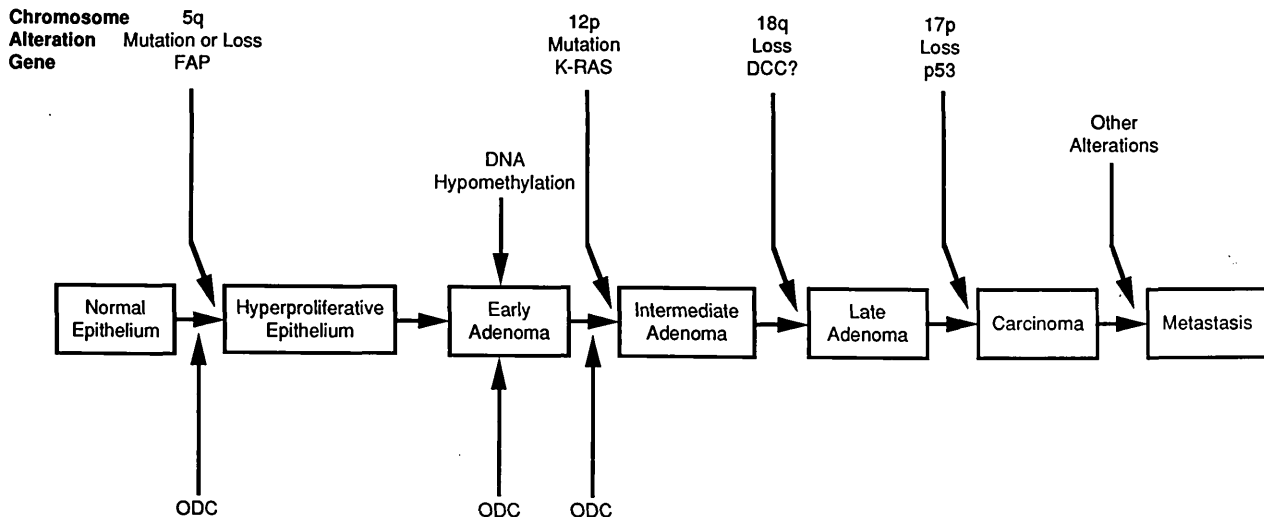 Chromosome 5q 12p 18q 17p
Alteration Mutation or Loss Mutation Loss Loss
Gene FAP K-RAS DCC? p53
Other
Alterations
DNA
Hypomethylation
Normal
Epithelium
Hyperproliferative
Epithelium
Early
Adenoma
Intermediate
Adenoma
Late
Adenoma
Carcinoma
Metastasis
ODC ODC ODC